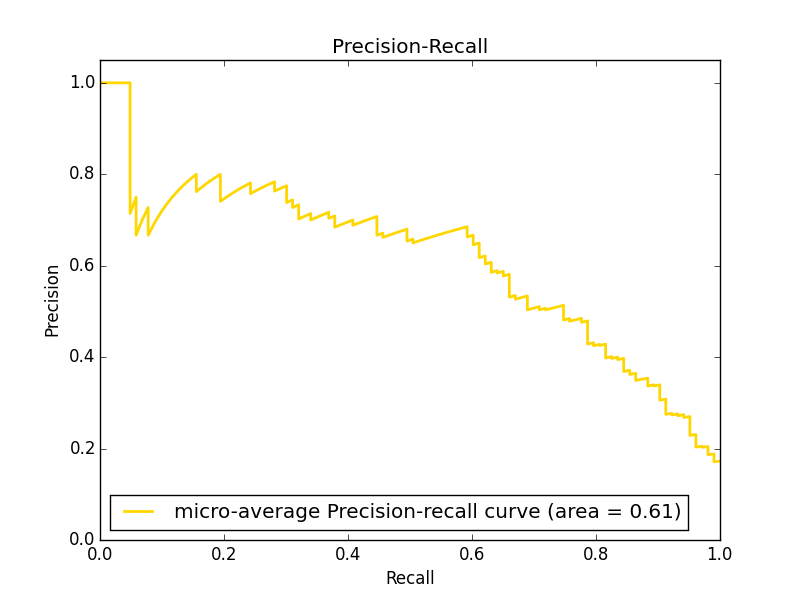 Precision-Recall
1.0
0.8
0.6
0.4
0.2
0.0
Precision
micro-average Precision-recall curve (area = 0.61)
0.0 0.2 0.4 0.6 0.8 1.0
Recall